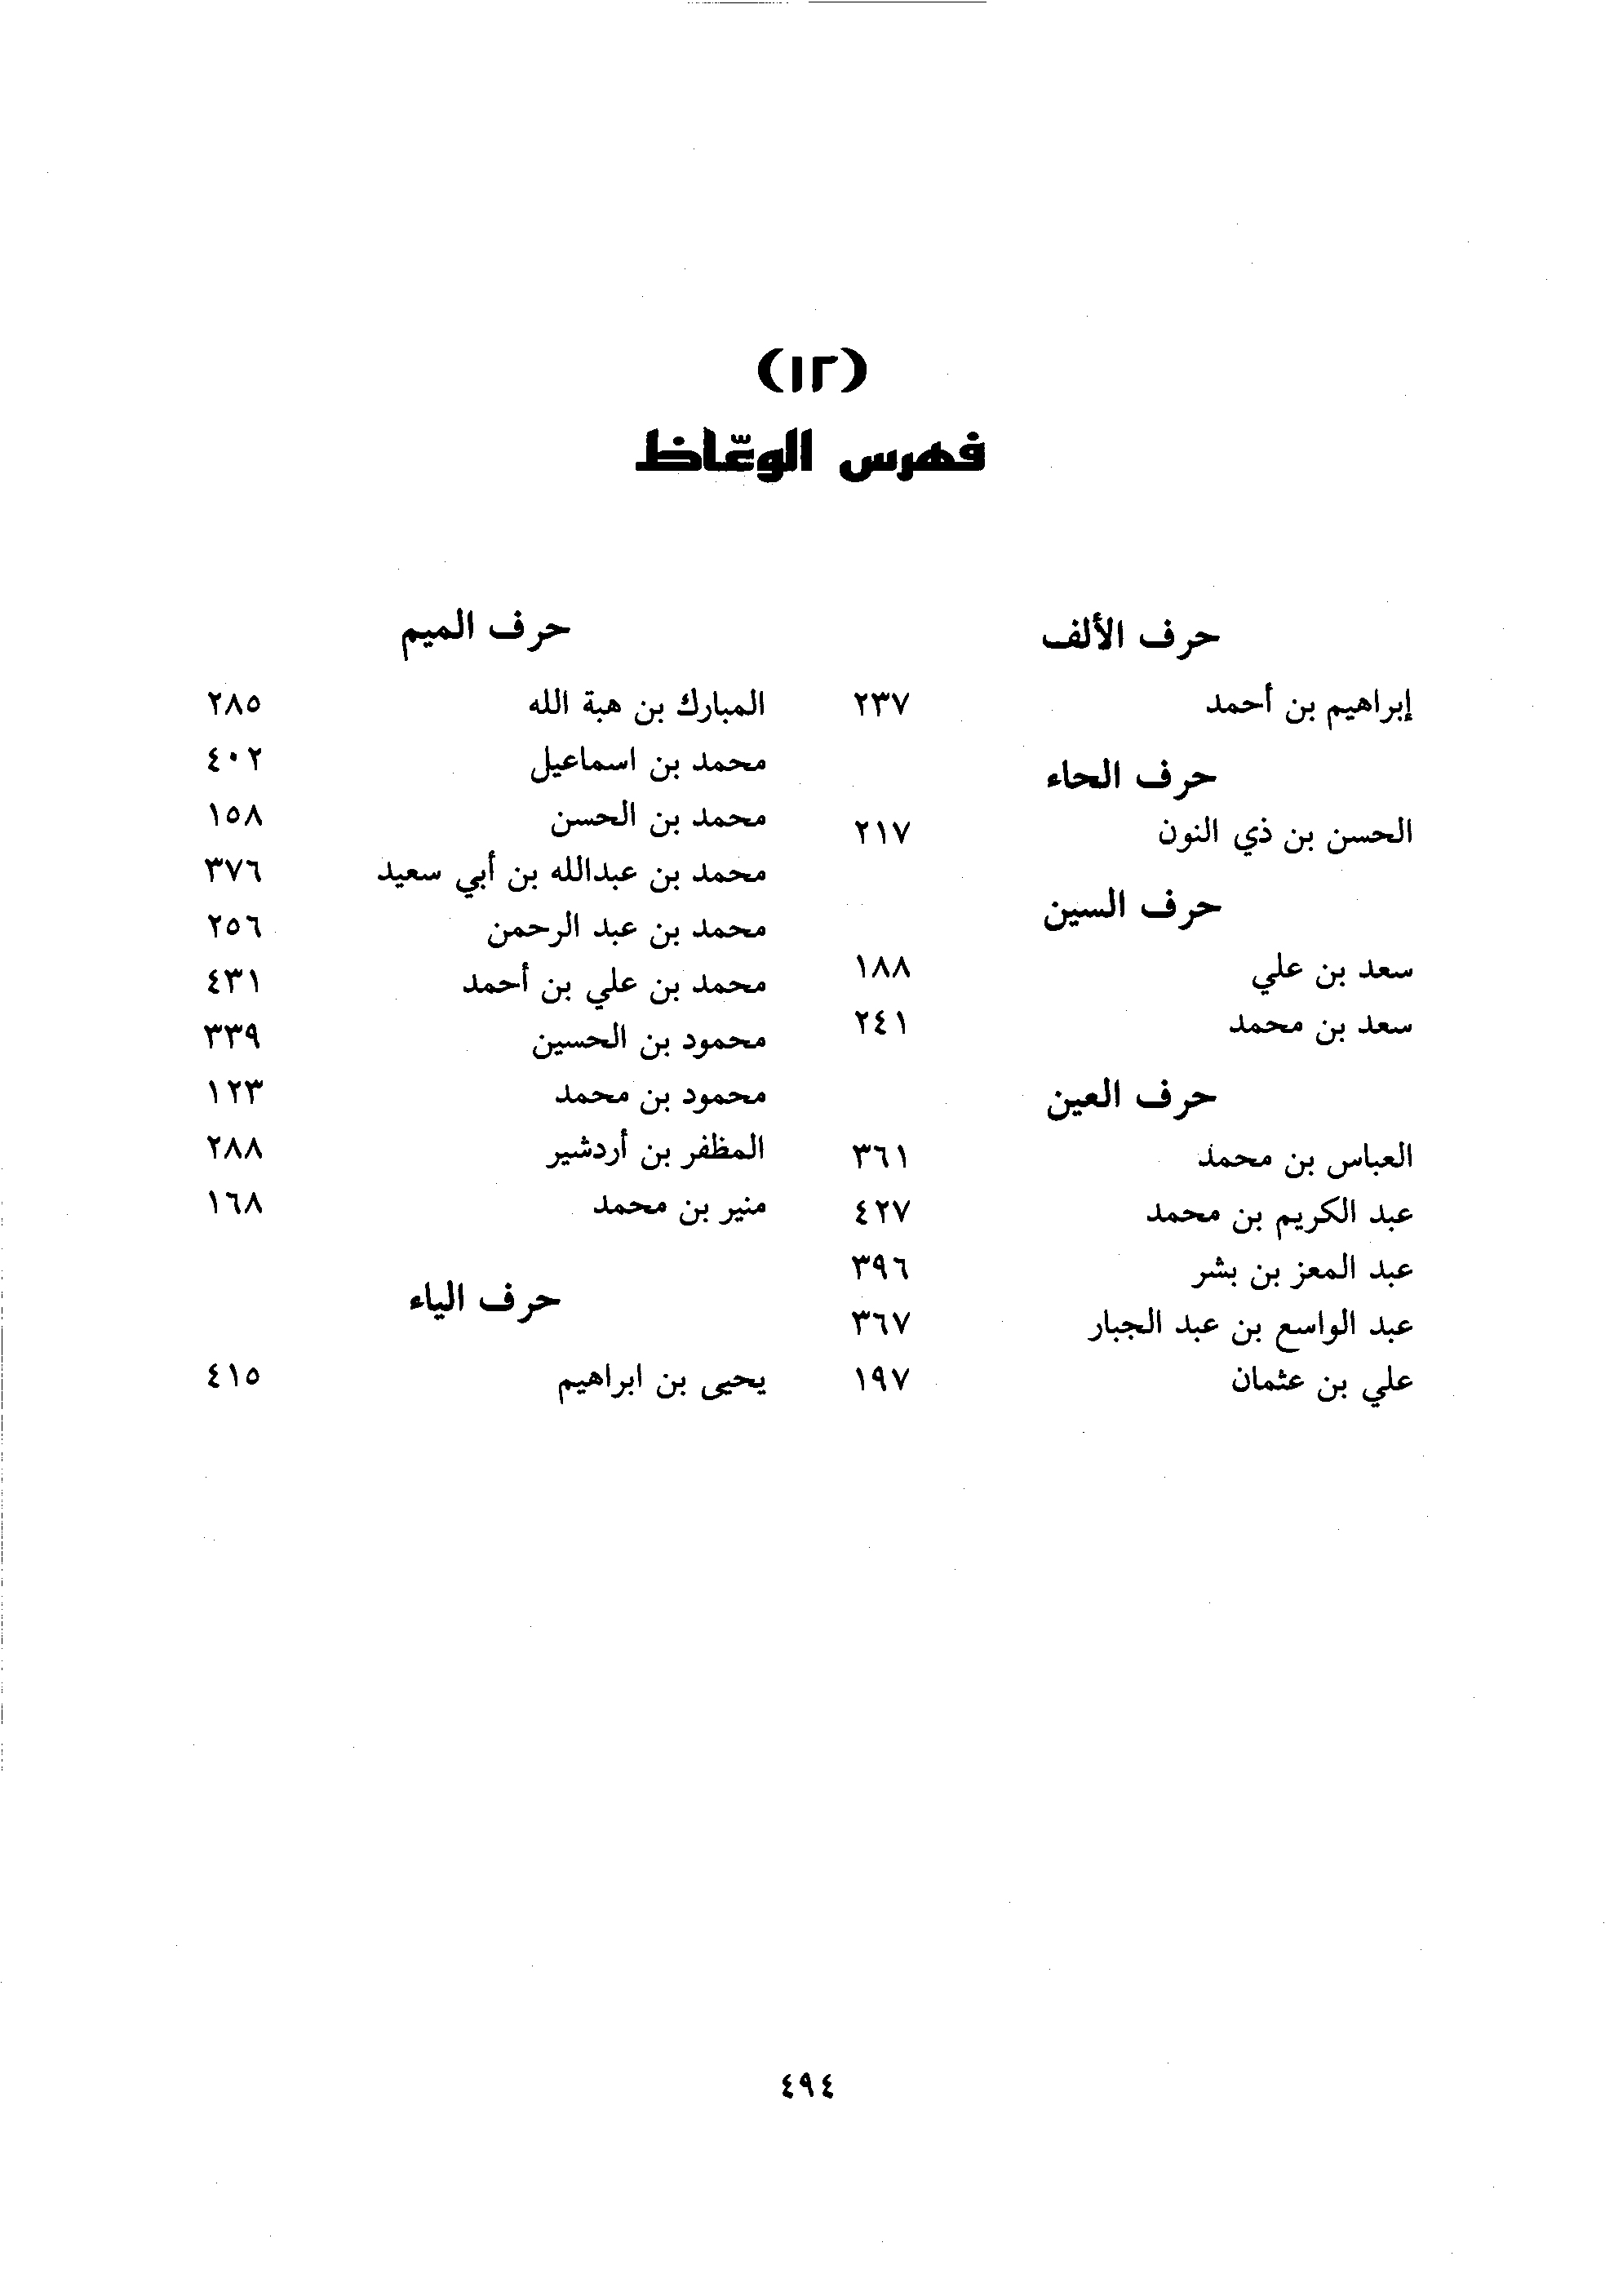 (١٢)
فهرس الوعّاظ
حرف الألف
إبراهيم بن أحمد ٢٣٧
حرف الحاء
الحسن بن ذي النون ٢١٧
حرف السين
سعد بن علي ١٨٨
سعد بن محمد ٢٤١
حرف العين
العباس بن محمد ٣٦١
عبد الكريم بن محمد ٤٢٧
عبد المعز بن بشر ٣٩٦
عبد الواسع بن عبد الجبار ٣٦٧
علي بن عثمان ١٩٧
حرف الميم
المبارك بن هبة الله ٢٨٥
محمد بن اسماعيل ٤٠٢
محمد بن الحسن ١٥٨
محمد بن عبدالله بن أبي سعيد ٣٧٦
محمد بن عبد الرحمن ٢٥٦
محمد بن علي بن أحمد ٤٣١
محمود بن الحسين ٣٣٩
محمود بن محمد ١٢٣
المظفر بن أردشير ٢٨٨
منير بن محمد ١٦٨
حرف الياء
يحيى بن ابراهيم ٤١٥
٤٩٤